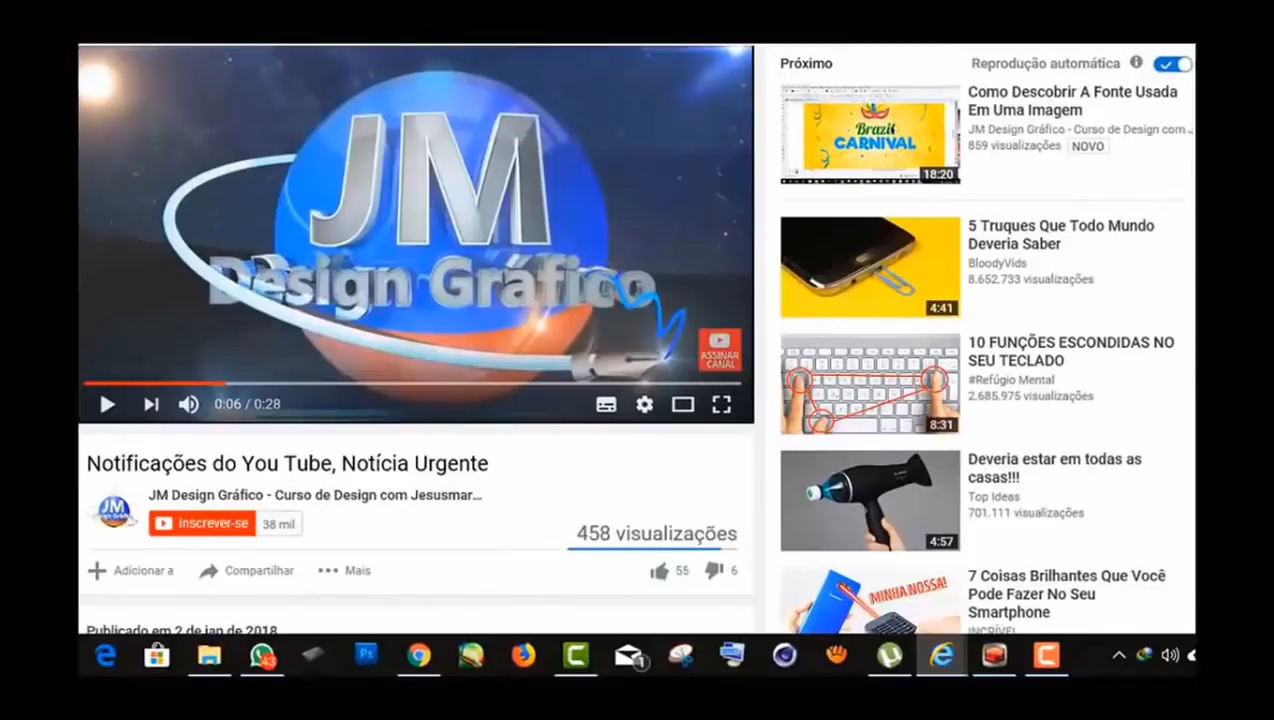 JM
Design Gráfico
ASSINAR
CANAL
0:06 / 0:28
Notificações do You Tube, Notícia Urgente
JM Design Gráfico - Curso de Design com Jesusmar...
Inscrever-se 38 mil
458 visualizações
Adicionar a Compartilhar Mais 55 6
Publicado em 2 de jan de 2018
Próximo Reprodução automática
Brazil
CARNIVAL
18:20
Como Descobrir A Fonte Usada
Em Uma Imagem
JM Design Gráfico - Curso de Design com...
859 visualizações NOVO
4:41
5 Truques Que Todo Mundo
Deveria Saber
BloodyVids
8.652.733 visualizações
8:31
10 FUNÇÕES ESCONDIDAS NO
SEU TECLADO
#Refúgio Mental
2.685.975 visualizações
4:57
Deveria estar em todas as
casas!!!
Top Ideas
701.111 visualizações
MINHA NOSSA!
7 Coisas Brilhantes Que Você
Pode Fazer No Seu
Smartphone
INCRÍVEL
43
Ps
1